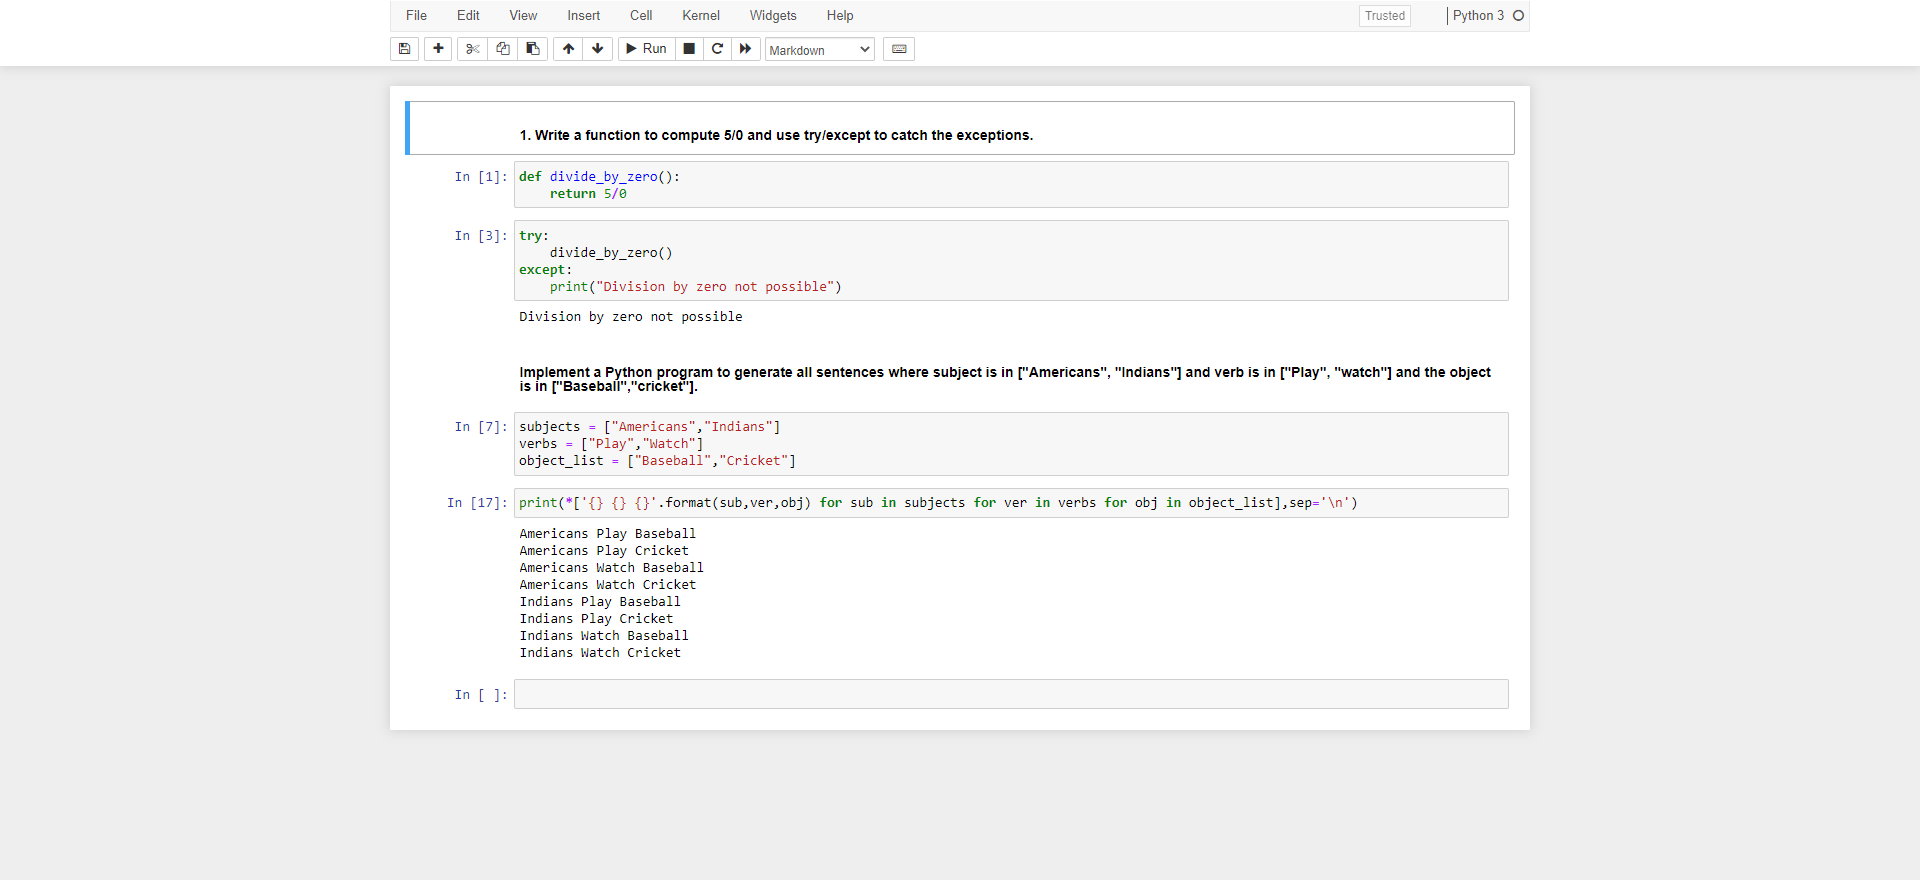 File Edit View Insert Cell Kernel Widgets Help Trusted Python 3
Run Markdown
1. Write a function to compute 5/0 and use try/except to catch the exceptions.
In [1]: def divide_by_zero():
    return 5/0
In [3]: try:
    divide_by_zero()
except:
    print("Division by zero not possible")
Division by zero not possible
Implement a Python program to generate all sentences where subject is in ["Americans", "Indians"] and verb is in ["Play", "watch"] and the object
is in ["Baseball","cricket"].
In [7]: subjects = ["Americans","Indians"]
verbs = ["Play","Watch"]
object_list = ["Baseball","Cricket"]
In [17]: print(*['{} {} {}'.format(sub,ver,obj) for sub in subjects for ver in verbs for obj in object_list],sep='\n')
Americans Play Baseball
Americans Play Cricket
Americans Watch Baseball
Americans Watch Cricket
Indians Play Baseball
Indians Play Cricket
Indians Watch Baseball
Indians Watch Cricket
In [ ]: